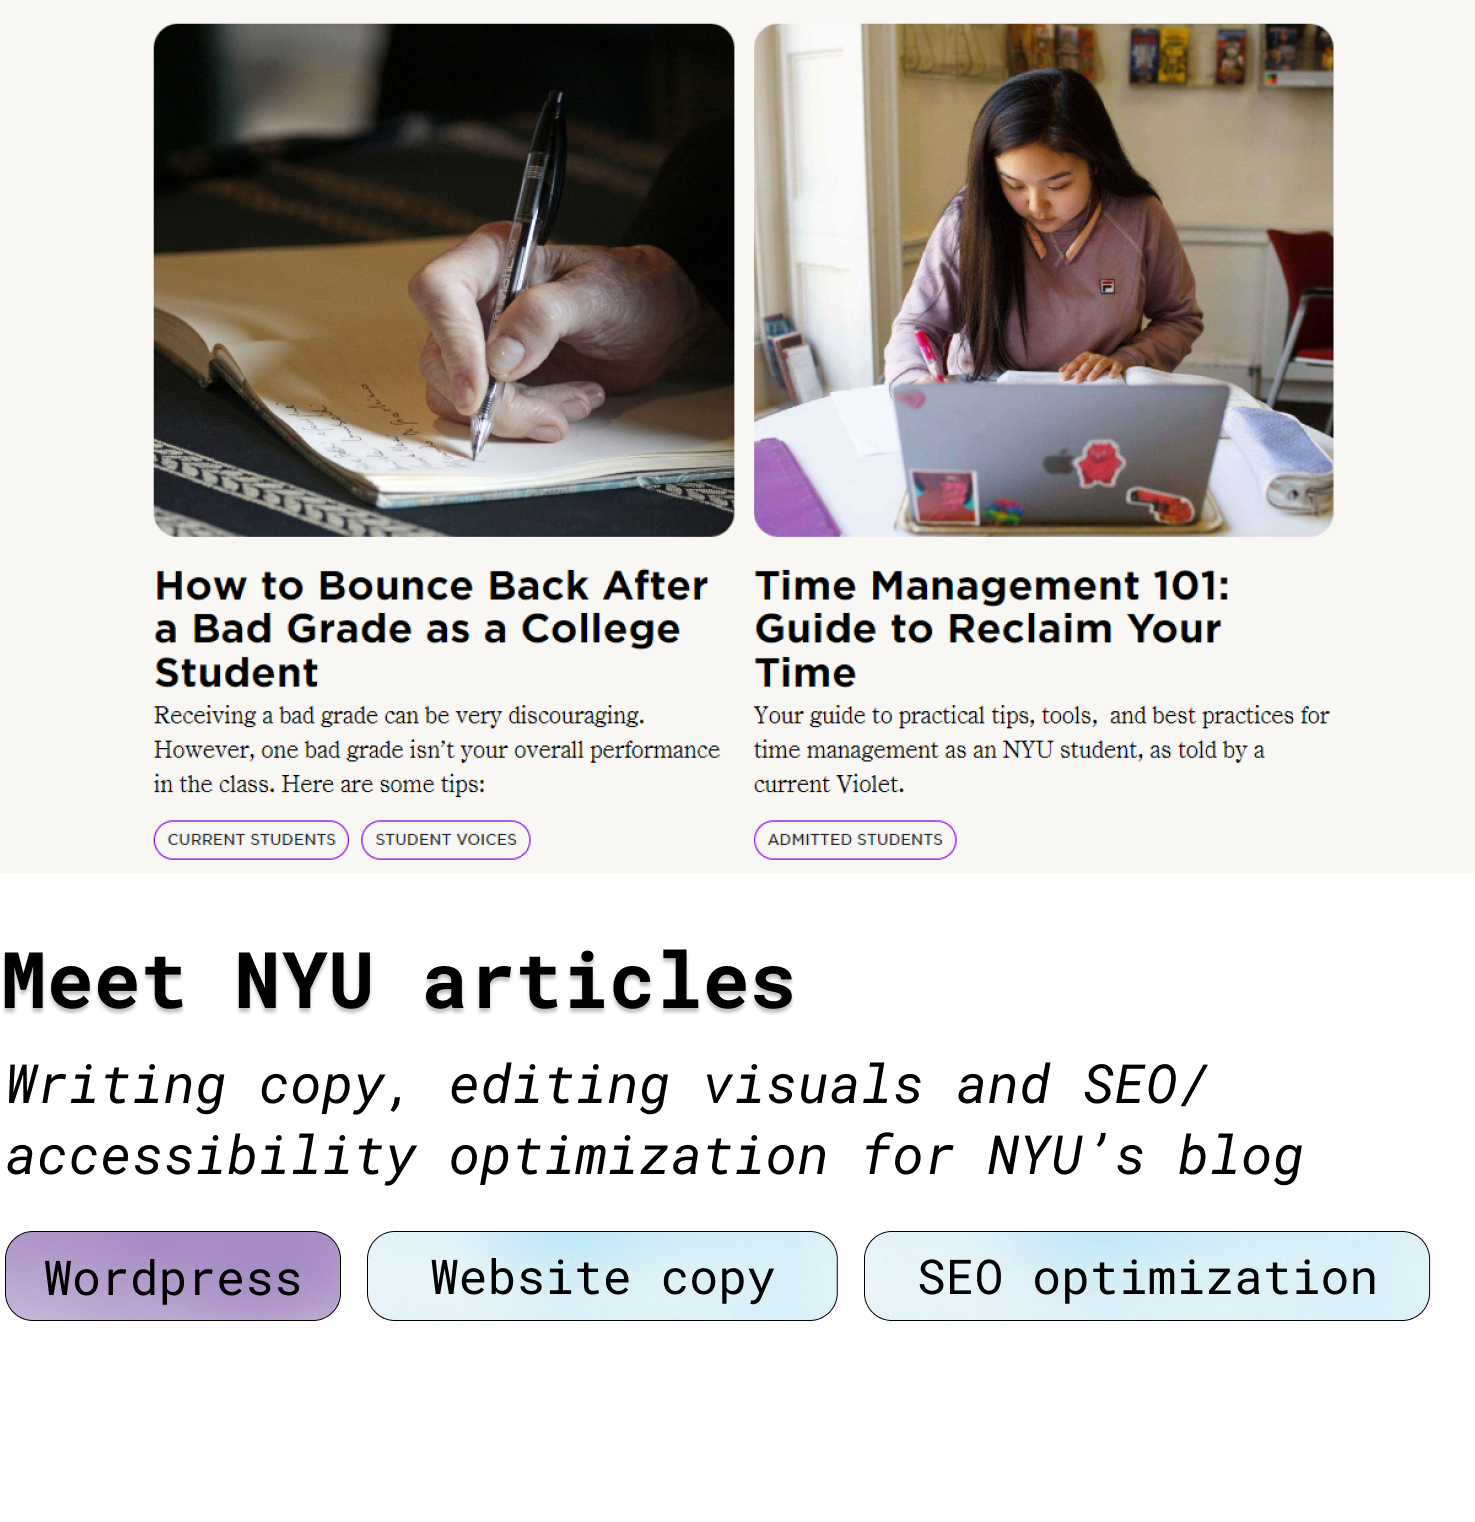 How to Bounce Back After
a Bad Grade as a College
Student
Receiving a bad grade can be very discouraging.
However, one bad grade isn’t your overall performance
in the class. Here are some tips:
CURRENT STUDENTS
STUDENT VOICES
Time Management 101:
Guide to Reclaim Your
Time
Your guide to practical tips, tools,  and best practices for
time management as an NYU student, as told by a
current Violet.
ADMITTED STUDENTS
Meet NYU articles
Writing copy, editing visuals and SEO/
accessibility optimization for NYU’s blog
Wordpress
Website copy
SEO optimization